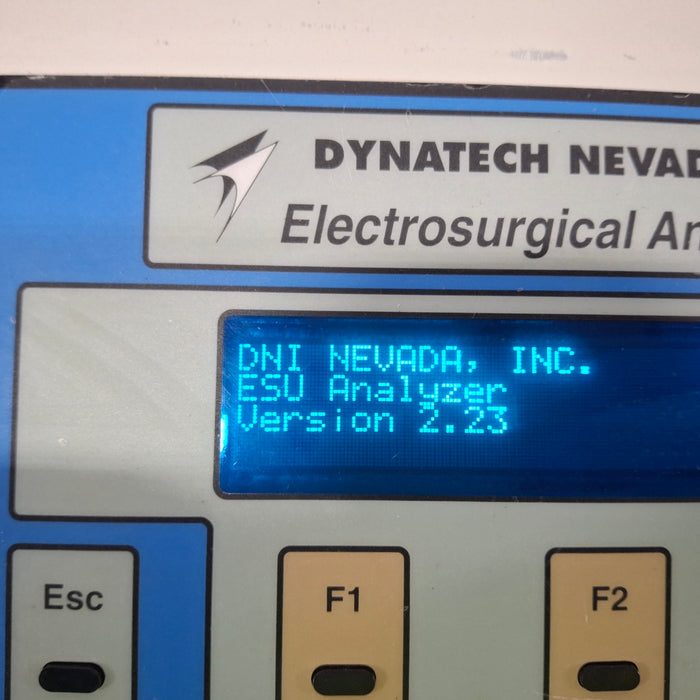 DYNATECH NEVAD
Electrosurgical An
DNI NEVADA, INC.
ESU Analyzer
Version 2.23
Esc
F1
F2